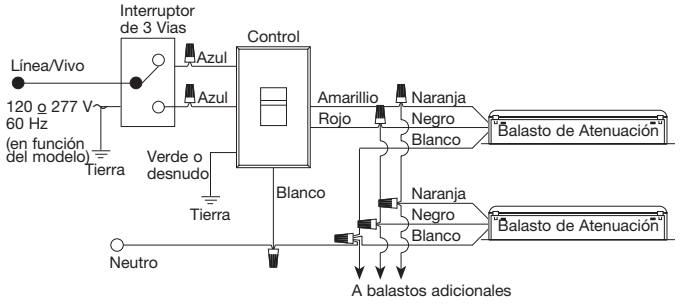 Interruptor
de 3 Vias
Control
Línea/Vivo
Azul
120 o 277 V~
60 Hz
(en función
del modelo)
Tierra
Azul
Amarillio
Naranja
Rojo
Negro
Blanco
Balasto de Atenuación
Verde o
desnudo
Tierra
Blanco
Naranja
Negro
Blanco
Balasto de Atenuación
Neutro
A balastos adicionales